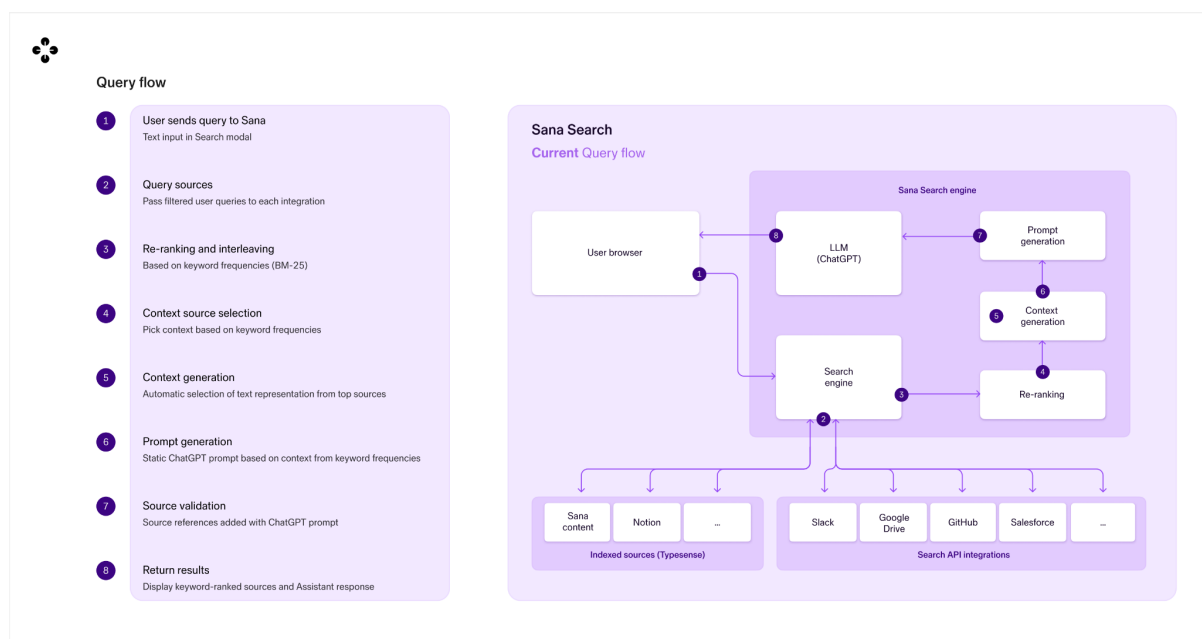 Query flow
1
User sends query to Sana
Text input in Search modal
2
Query sources
Pass filtered user queries to each integration
3
Re-ranking and interleaving
Based on keyword frequencies (BM-25)
4
Context source selection
Pick context based on keyword frequencies
5
Context generation
Automatic selection of text representation from top sources
6
Prompt generation
Static ChatGPT prompt based on context from keyword frequencies
7
Source validation
Source references added with ChatGPT prompt
8
Return results
Display keyword-ranked sources and Assistant response
Sana Search
Current Query flow
Sana Search engine
User browser
1
8
LLM
(ChatGPT)
7
Prompt
generation
6
5
Context
generation
4
Re-ranking
Search
engine
3
2
Sana
content
Notion
...
Indexed sources (Typesense)
Slack
Google
Drive
GitHub
Salesforce
...
Search API integrations